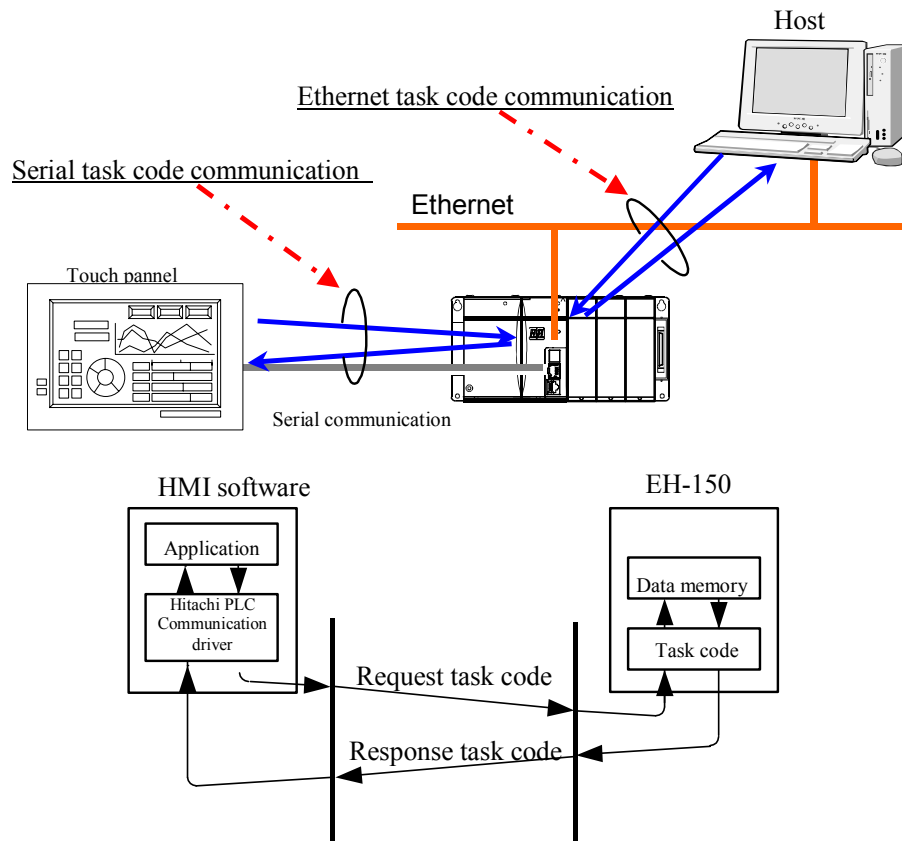 Host
Ethernet task code communication
Serial task code communication
Ethernet
Touch pannel
Serial communication
HMI software
EH-150
Application
Hitachi PLC
Communication
driver
Data memory
Task code
Request task code
Response task code